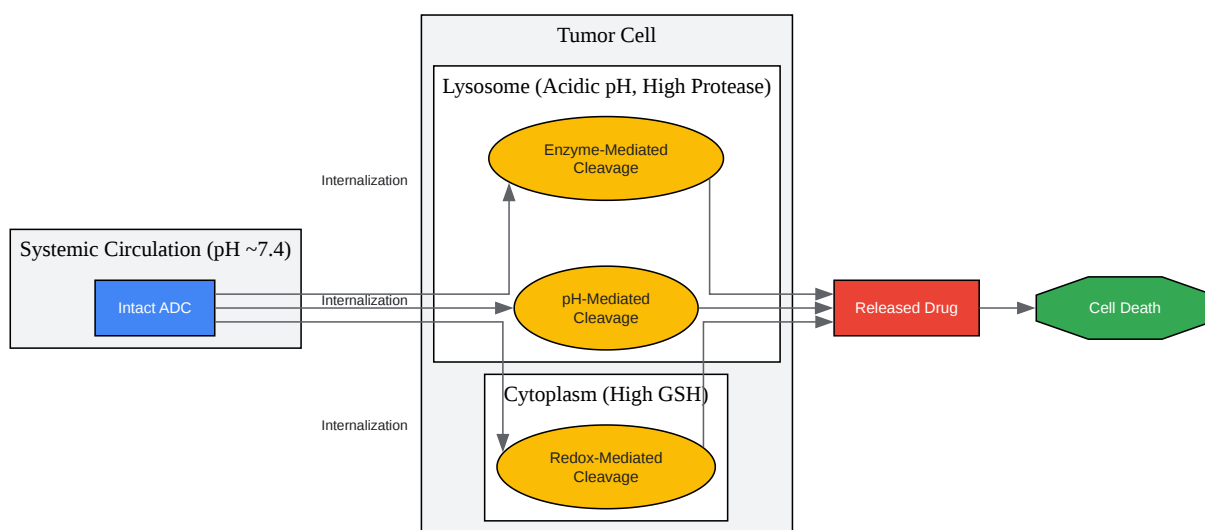 Tumor Cell
Lysosome (Acidic pH, High Protease)
Enzyme-Mediated
Cleavage
Internalization
Systemic Circulation (pH ~7.4)
Intact ADC
Internalization
pH-Mediated
Cleavage
Released Drug
Cell Death
Cytoplasm (High GSH)
Internalization
Redox-Mediated
Cleavage